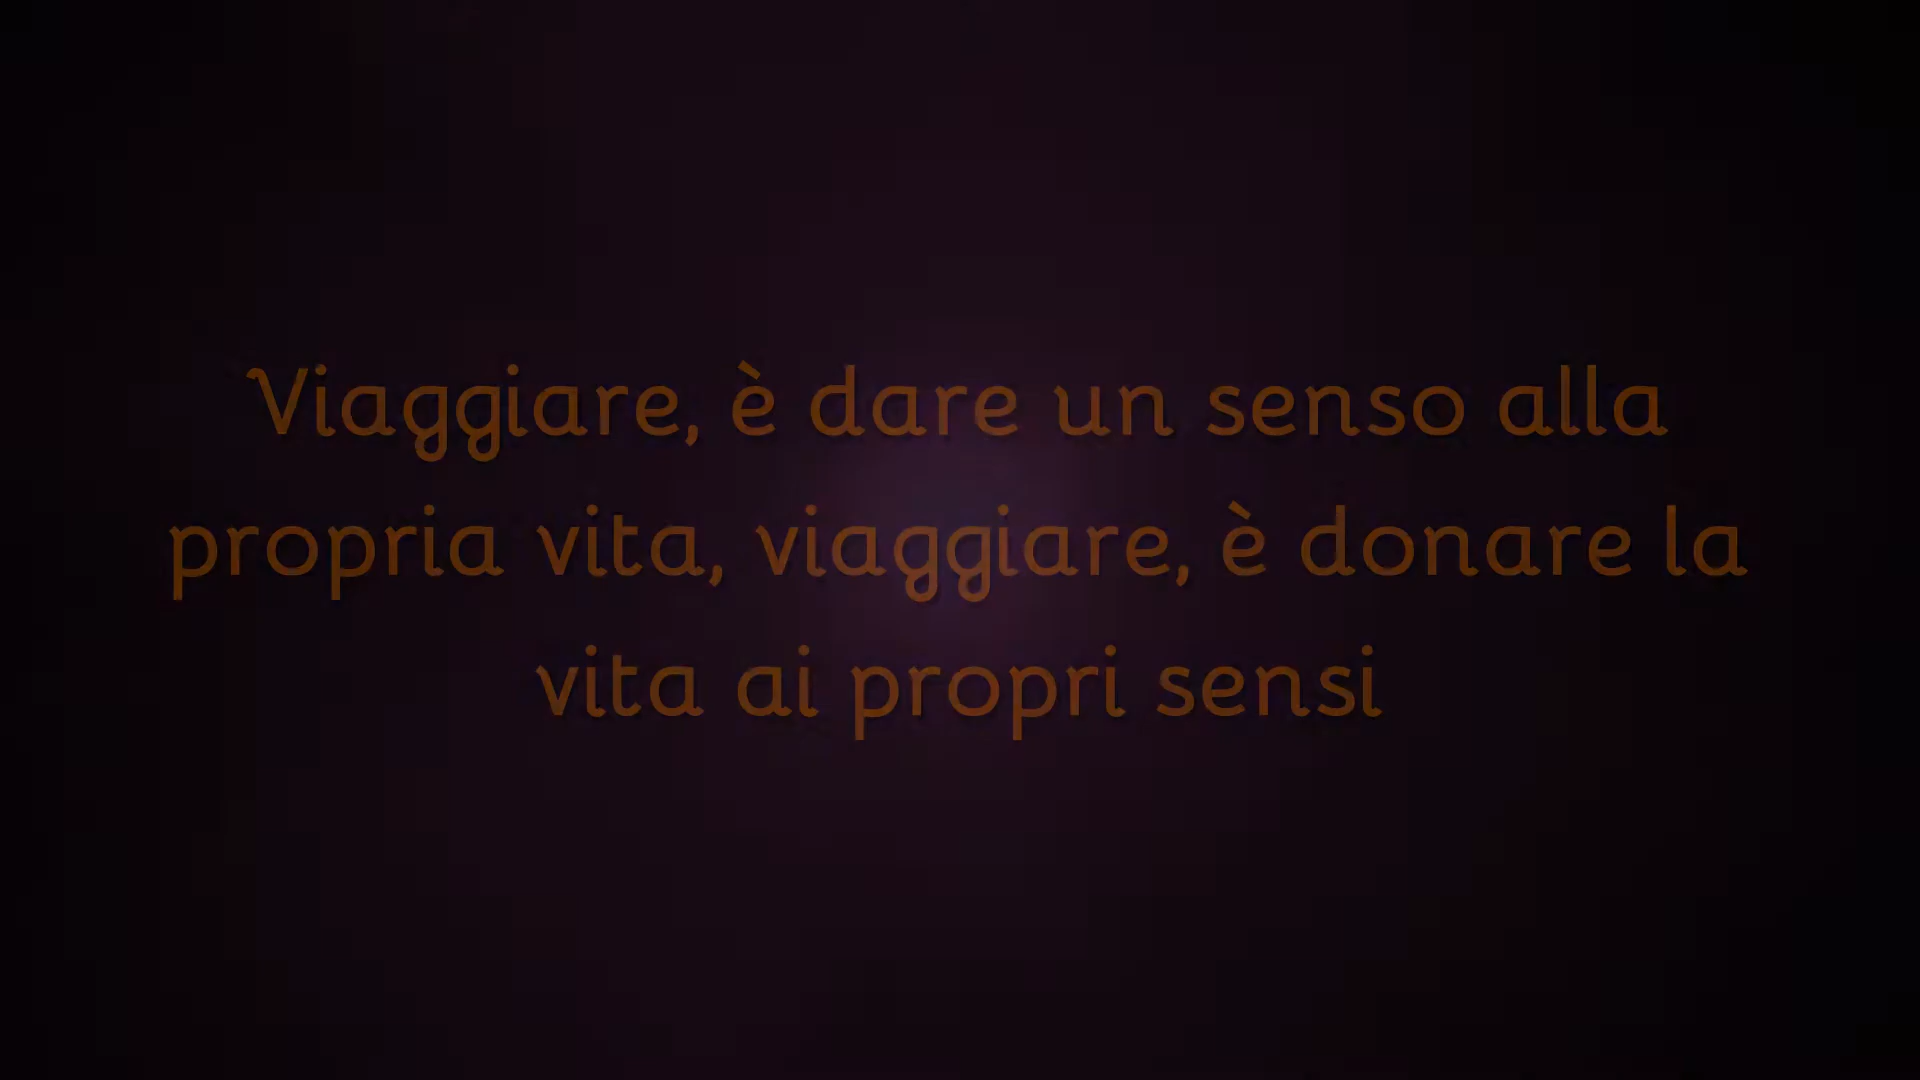 Viaggiare, è dare un senso alla
propria vita, viaggiare, è donare la
vita ai propri sensi